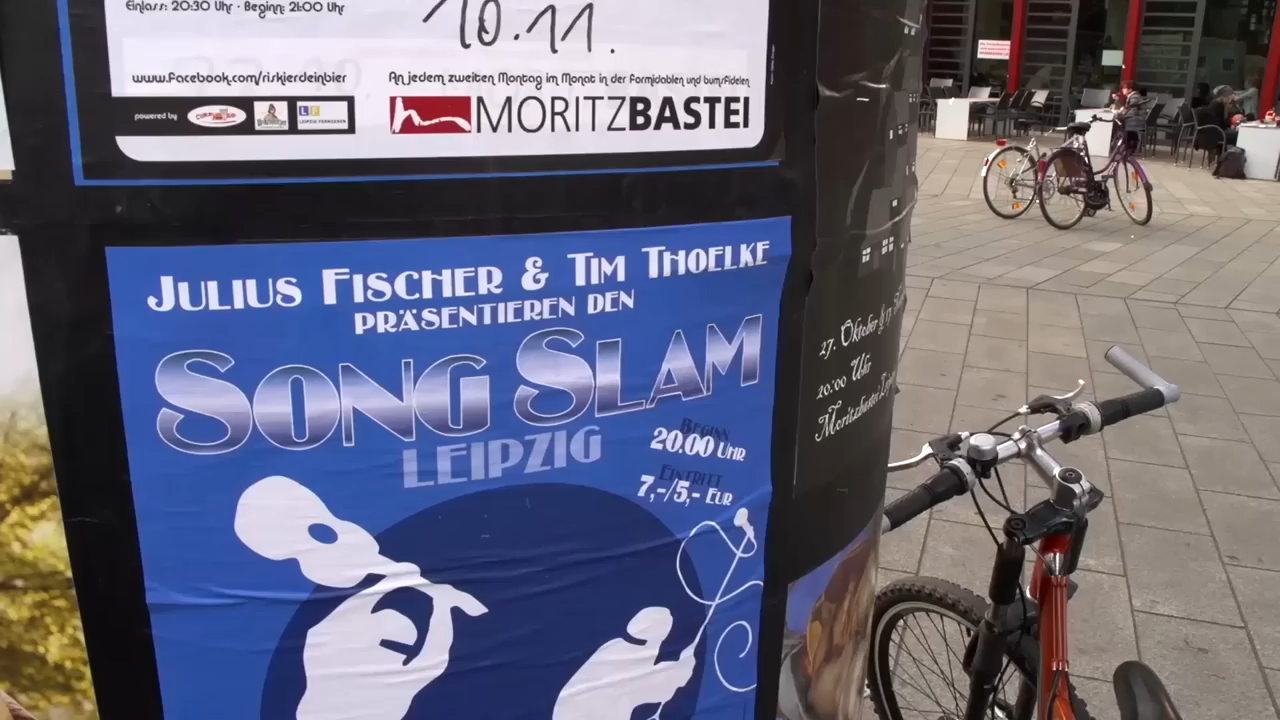 Einlass: 20:30 Uhr · Beginn: 21:00 Uhr
10.11.
www.Facebook.com/riskierdeinbier
An jedem zweiten Montag im Monat in der Formidablen und bumsfidelen
powered by
LEIPZIG FERNSEHEN
MORITZBASTEI
JULIUS FISCHER & TIM THOELKE
PRÄSENTIEREN DEN
SONG SLAM
LEIPZIG
BEGINN
20.00 UHR
EINTRITT
7,-/5,- EUR
27. Oktober
20:00 Uhr
Moritzbastei